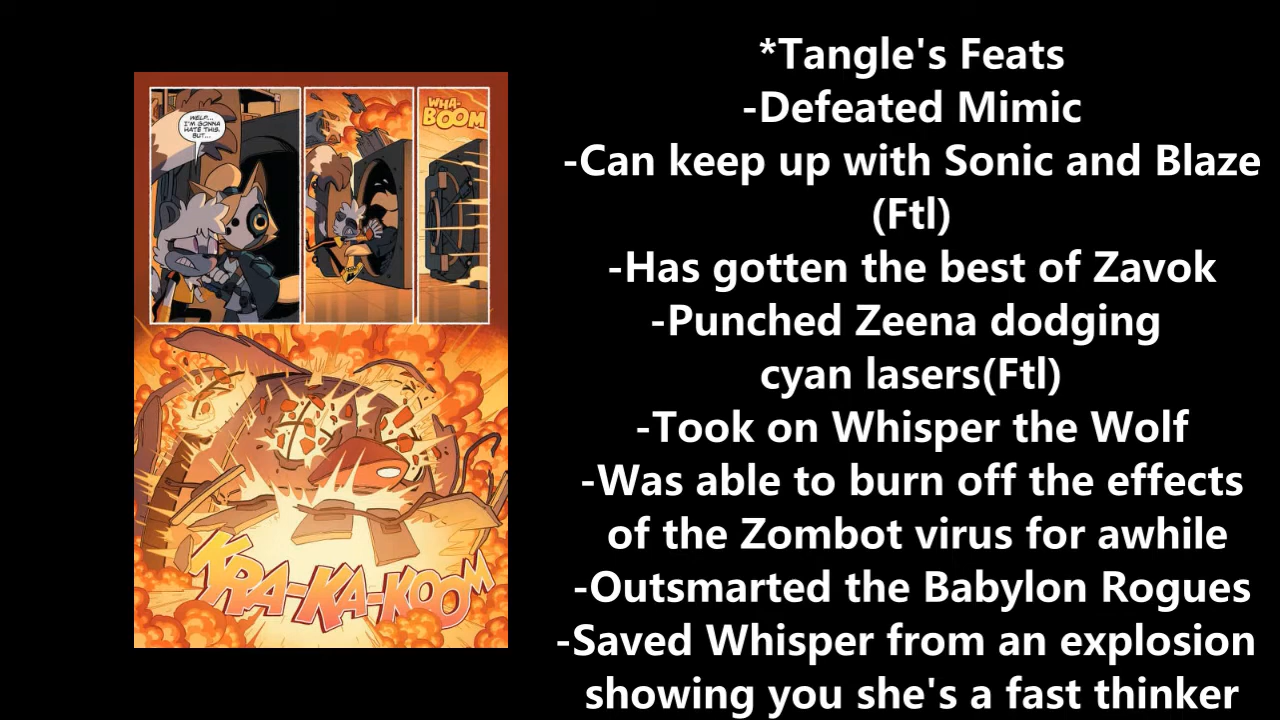 WELP...
I'M GONNA
HATE THIS,
BUT...
WHA-
BOOM
KRA-KA-KOOM
*Tangle's Feats
-Defeated Mimic
-Can keep up with Sonic and Blaze
(Ftl)
-Has gotten the best of Zavok
-Punched Zeena dodging
cyan lasers(Ftl)
-Took on Whisper the Wolf
-Was able to burn off the effects
of the Zombot virus for awhile
-Outsmarted the Babylon Rogues
-Saved Whisper from an explosion
showing you she's a fast thinker